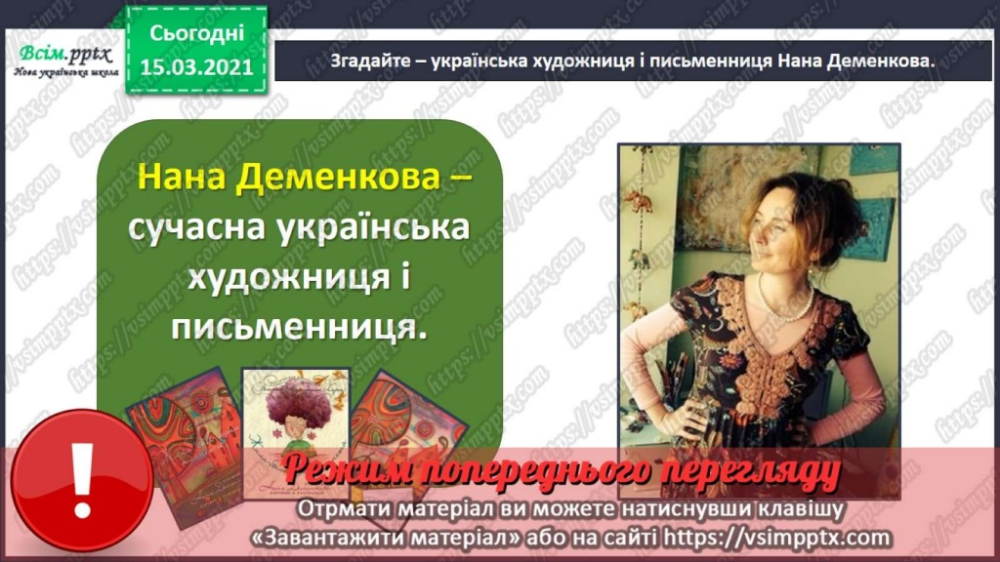 Всім.pptx
Нова українська школа
Сьогодні
15.03.2021
Згадайте – українська художниця і письменниця Нана Деменкова.
Нана Деменкова –
сучасна українська
художниця і
письменниця.
Режим попереднього перегляду
Отрмати матеріал ви можете натиснувши клавішу
«Завантажити матеріал» або на сайті https://vsimpptx.com